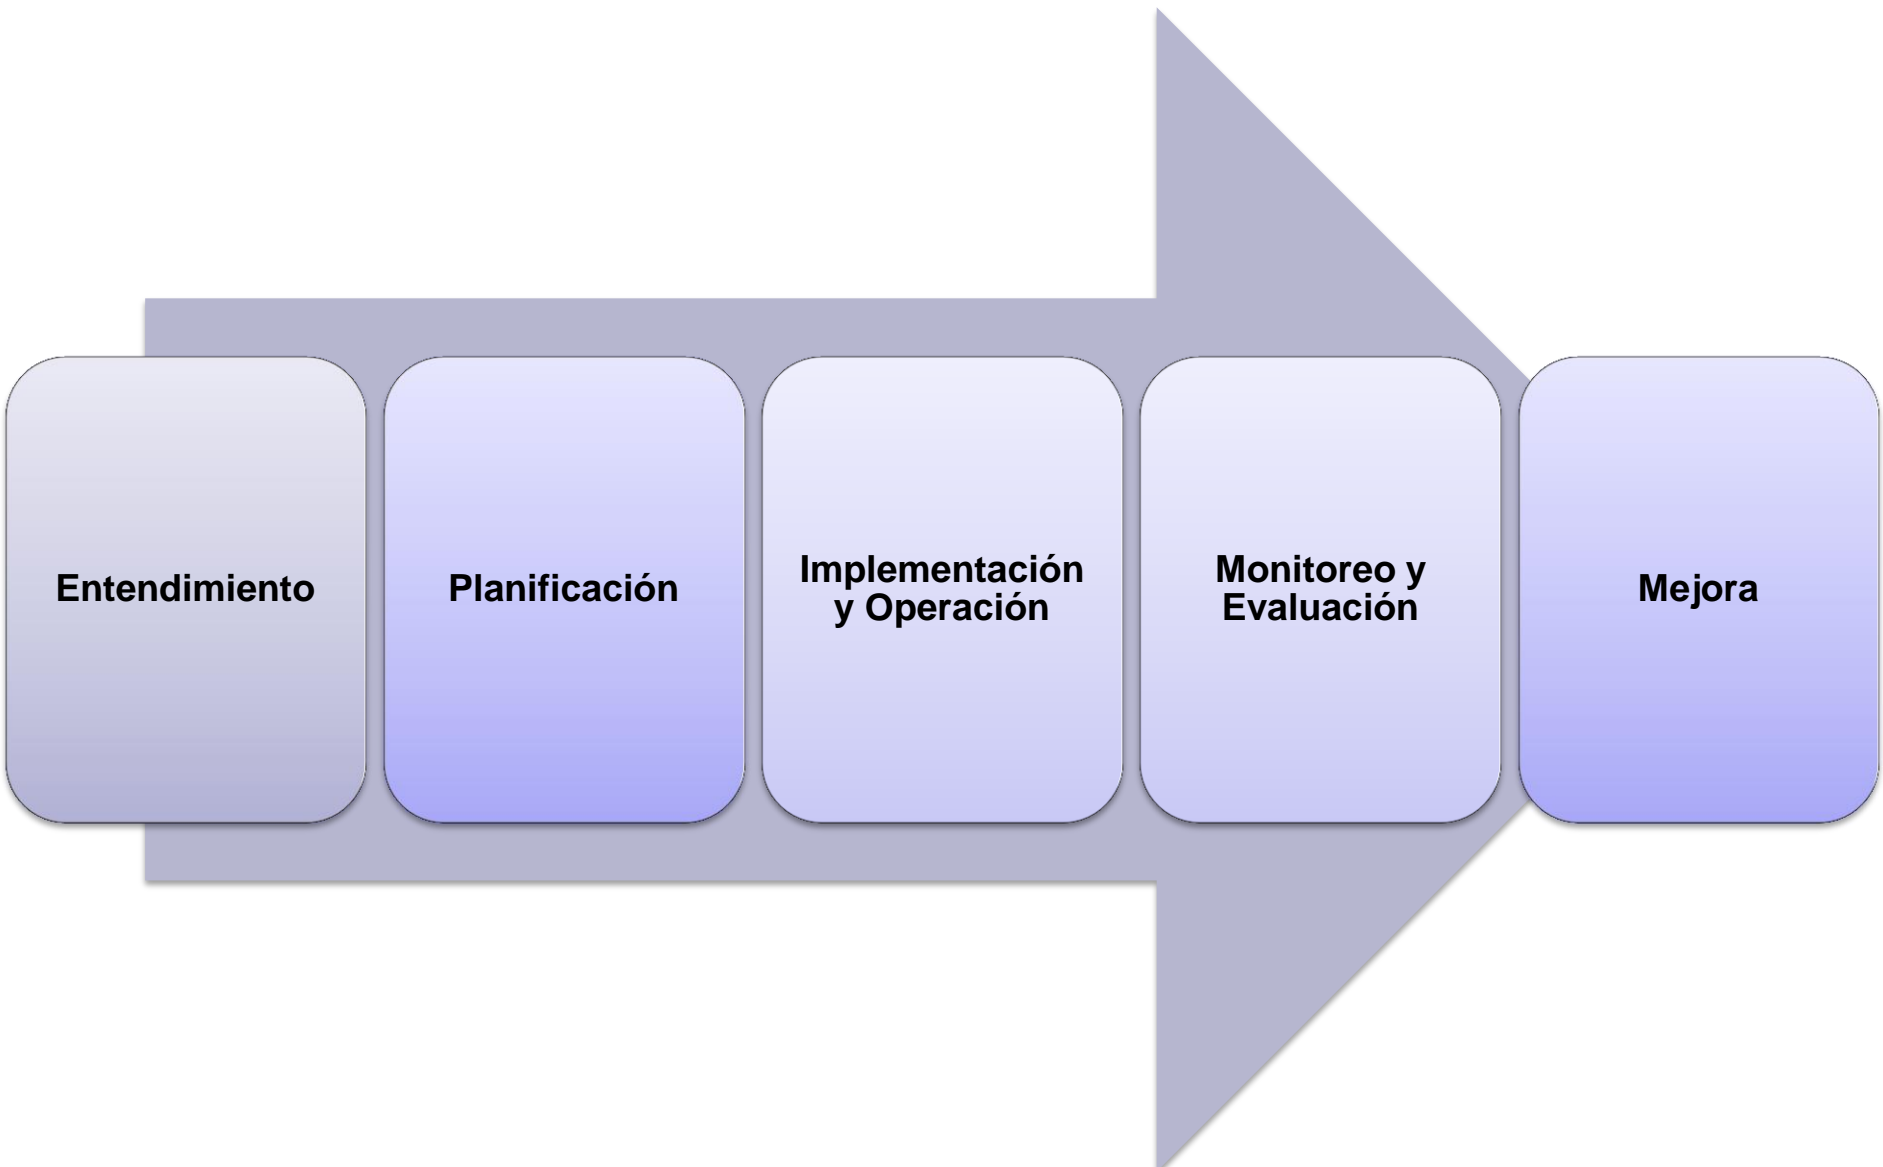 Entendimiento
Planificación
Implementación
y Operación
Monitoreo y
Evaluación
Mejora